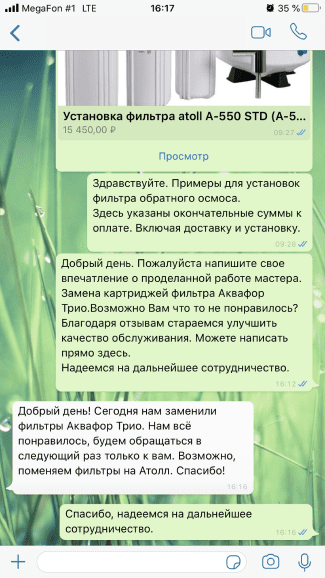 MegaFon #1 LTE 16:17 35 %
Установка фильтра atoll A-550 STD (A-5...
15 450,00 ₽ 09:27
Просмотр
Здравствуйте. Примеры для установок
фильтра обратного осмоса.
Здесь указаны окончательные суммы к
оплате. Включая доставку и установку.
09:28
Добрый день. Пожалуйста напишите свое
впечатление о проделанной работе мастера.
Замена картриджей фильтра Аквафор
Трио.Возможно Вам что то не понравилось?
Благодаря отзывам стараемся улучшить
качество обслуживания. Можете написать
прямо здесь.
Надеемся на дальнейшее сотрудничество.
16:12
Добрый день! Сегодня нам заменили
фильтры Аквафор Трио. Нам всё
понравилось, будем обращаться в
следующий раз только к вам. Возможно,
поменяем фильтры на Атолл. Спасибо!
16:16
Спасибо, надеемся на дальнейшее
сотрудничество. 16:16